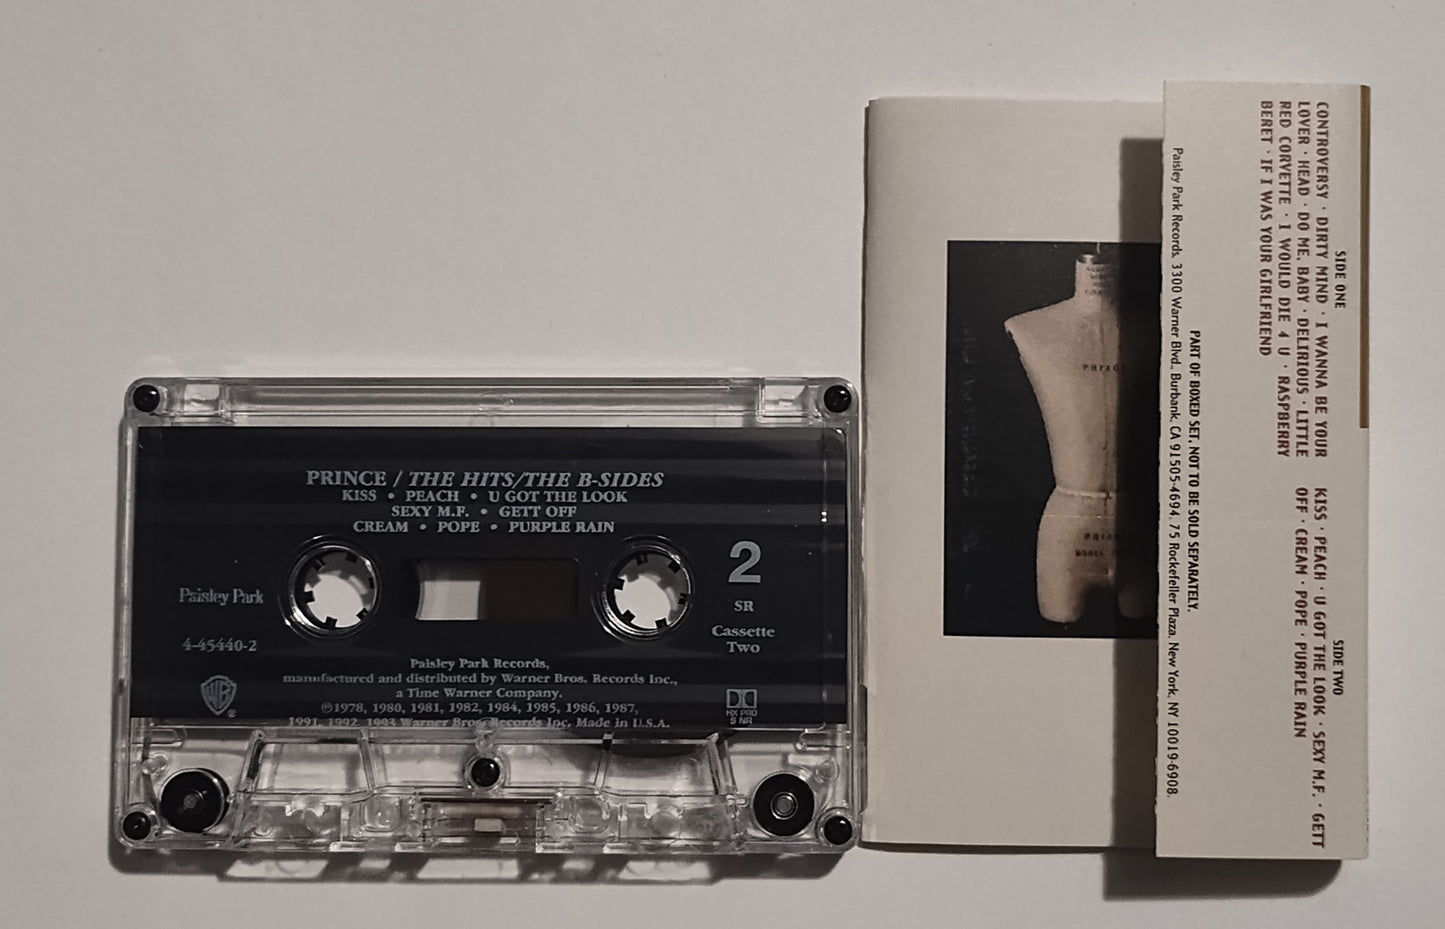 PRINCE / THE HITS/THE B-SIDES
KISS • PEACH • U GOT THE LOOK
SEXY M.F. • GETT OFF
CREAM • POPE • PURPLE RAIN
Paisley Park
4-45440-2
2
SR
Cassette
Two
Paisley Park Records,
manufactured and distributed by Warner Bros. Records Inc.,
a Time Warner Company.
℗1978, 1980, 1981, 1982, 1984, 1985, 1986, 1987,
1991, 1992, 1993 Warner Bros. Records Inc. Made in U.S.A.
WB
®
HX PRO
B NR
SIDE ONE
CONTROVERSY · DIRTY MIND · I WANNA BE YOUR
LOVER · HEAD · DO ME, BABY · DELIRIOUS · LITTLE
RED CORVETTE · I WOULD DIE 4 U · RASPBERRY
BERET · IF I WAS YOUR GIRLFRIEND
SIDE TWO
KISS · PEACH · U GOT THE LOOK · SEXY M.F. · GETT
OFF · CREAM · POPE · PURPLE RAIN
PART OF BOXED SET. NOT TO BE SOLD SEPARATELY.
Paisley Park Records. 3300 Warner Blvd., Burbank, CA 91505-4694. 75 Rockefeller Plaza, New York, NY 10019-6908.